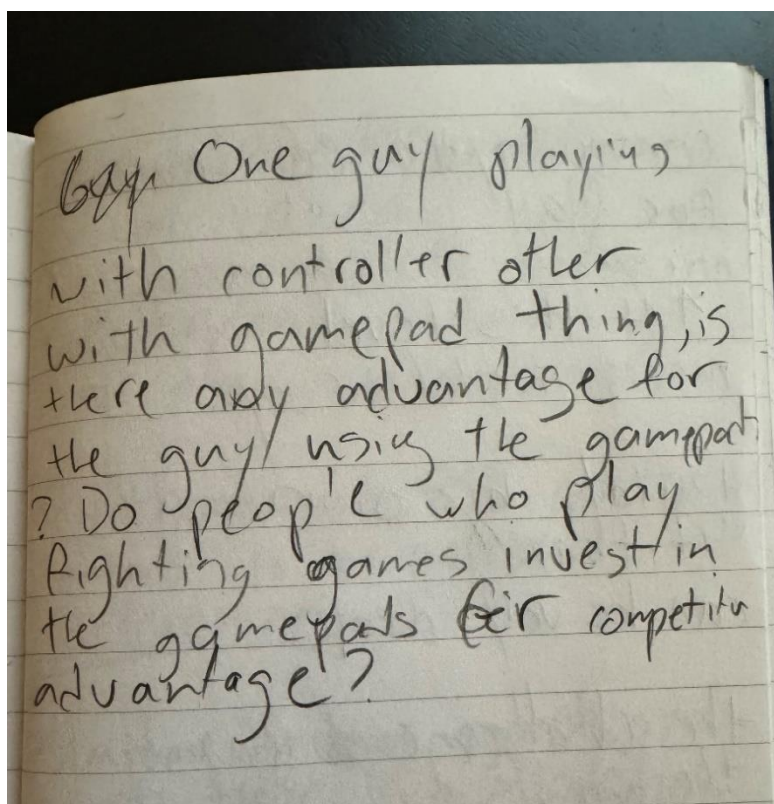 One guy playing
with controller other
with gamepad thing, is
there any advantage for
the guy using the gamepad
? Do people who play
fighting games invest in
the gamepads for competitiv
advantage?